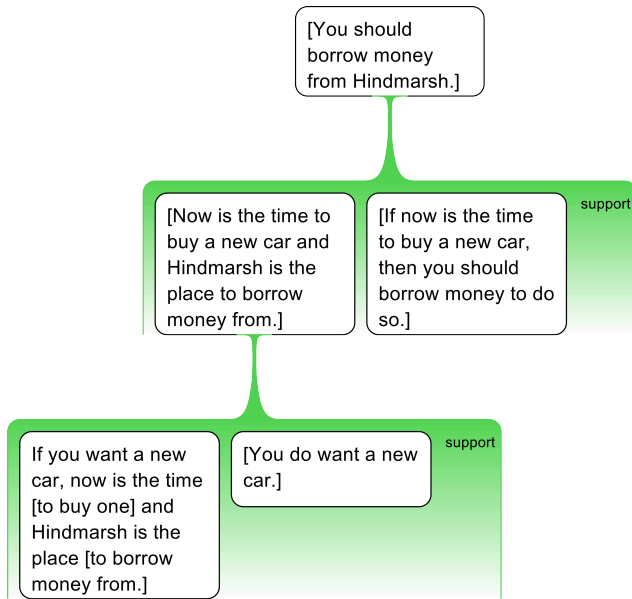 [You should
borrow money
from Hindmarsh.]
support
[Now is the time to
buy a new car and
Hindmarsh is the
place to borrow
money from.]
[If now is the time
to buy a new car,
then you should
borrow money to do
so.]
support
If you want a new
car, now is the time
[to buy one] and
Hindmarsh is the
place [to borrow
money from.]
[You do want a new
car.]